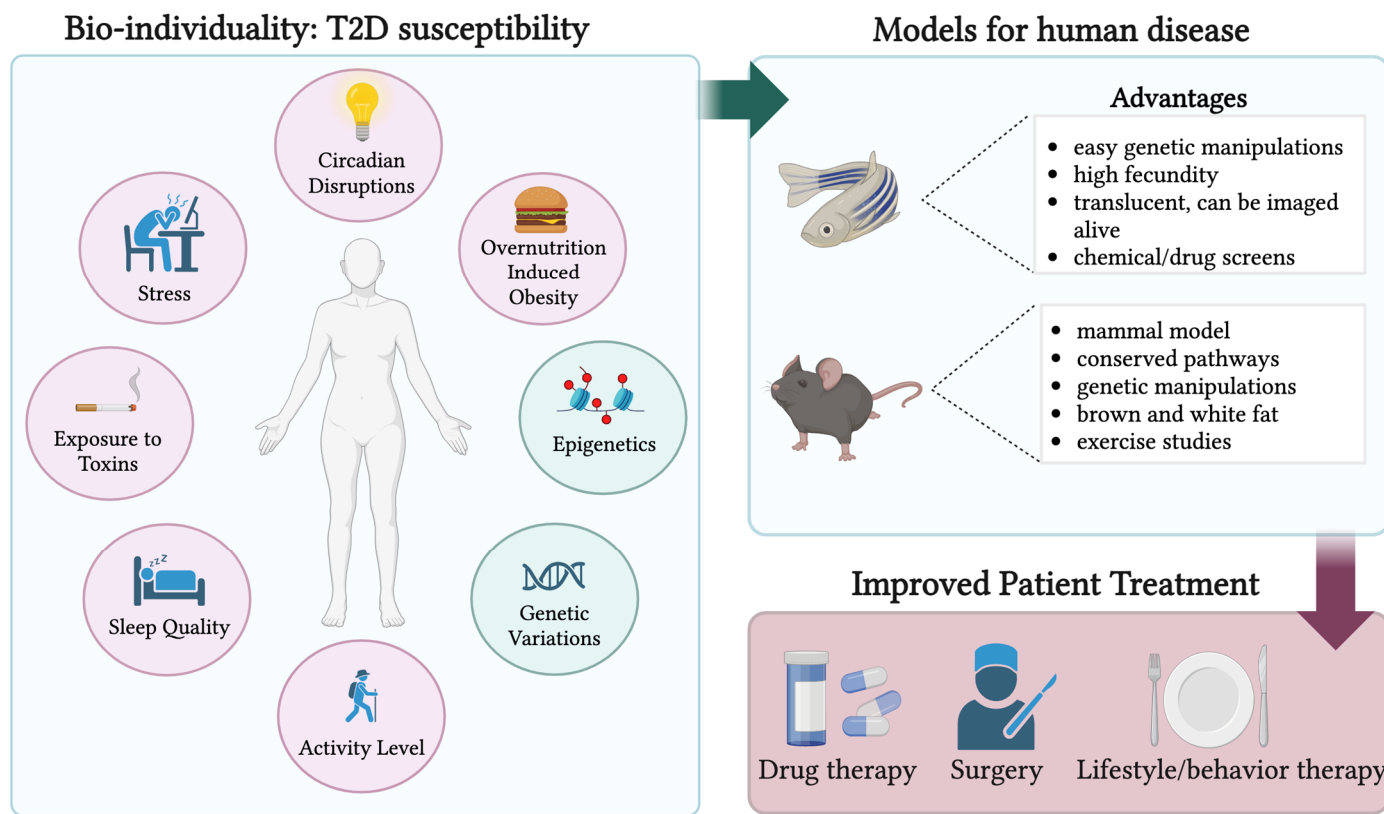 Bio-individuality: T2D susceptibility
Circadian
Disruptions
Overnutrition
Induced
Obesity
Stress
Epigenetics
Exposure to
Toxins
Genetic
Variations
zzz
Sleep Quality
Activity Level
Models for human disease
Advantages
• easy genetic manipulations
• high fecundity
• translucent, can be imaged
alive
• chemical/drug screens
• mammal model
• conserved pathways
• genetic manipulations
• brown and white fat
• exercise studies
Improved Patient Treatment
Drug therapy
Surgery
Lifestyle/behavior therapy